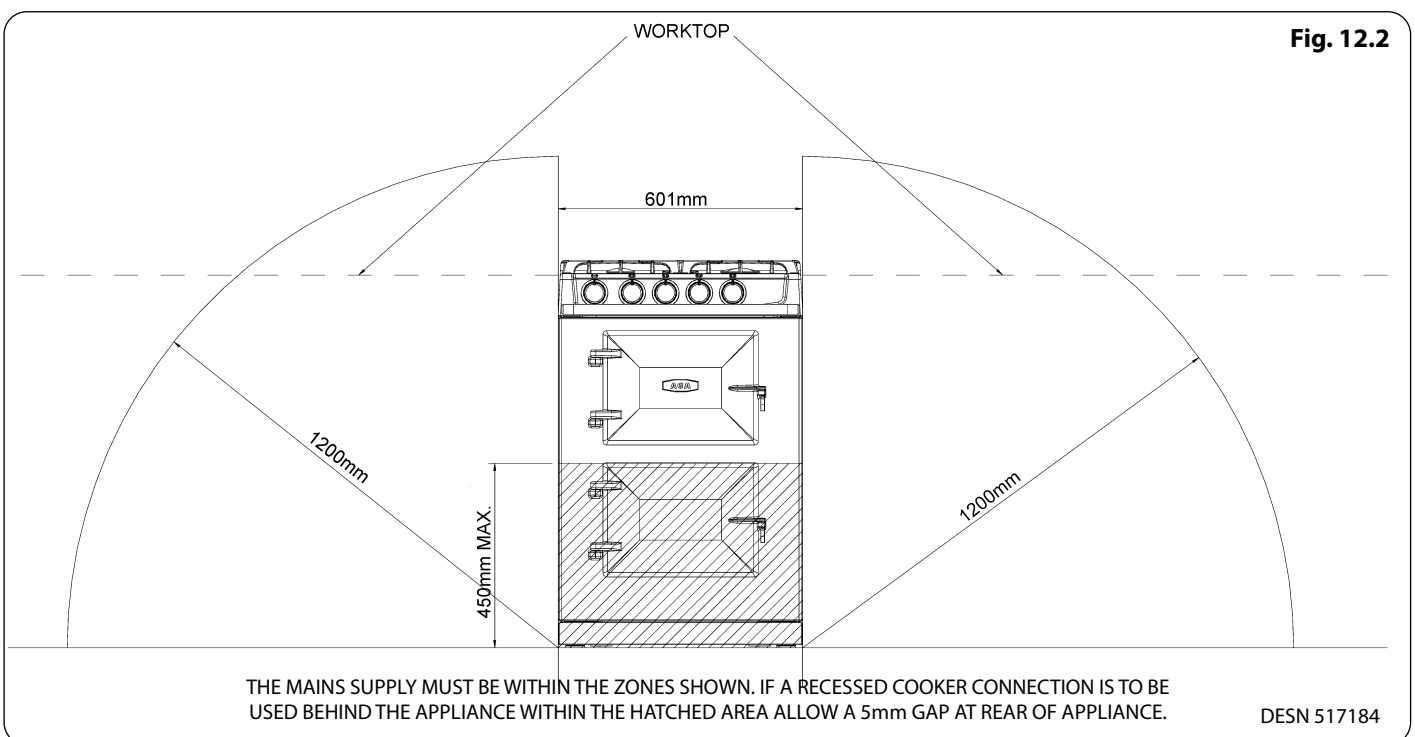 WORKTOP
Fig. 12.2
601mm
AGA
1200mm
1200mm
450mm MAX.
THE MAINS SUPPLY MUST BE WITHIN THE ZONES SHOWN. IF A RECESSED COOKER CONNECTION IS TO BE
USED BEHIND THE APPLIANCE WITHIN THE HATCHED AREA ALLOW A 5mm GAP AT REAR OF APPLIANCE.
DESN 517184